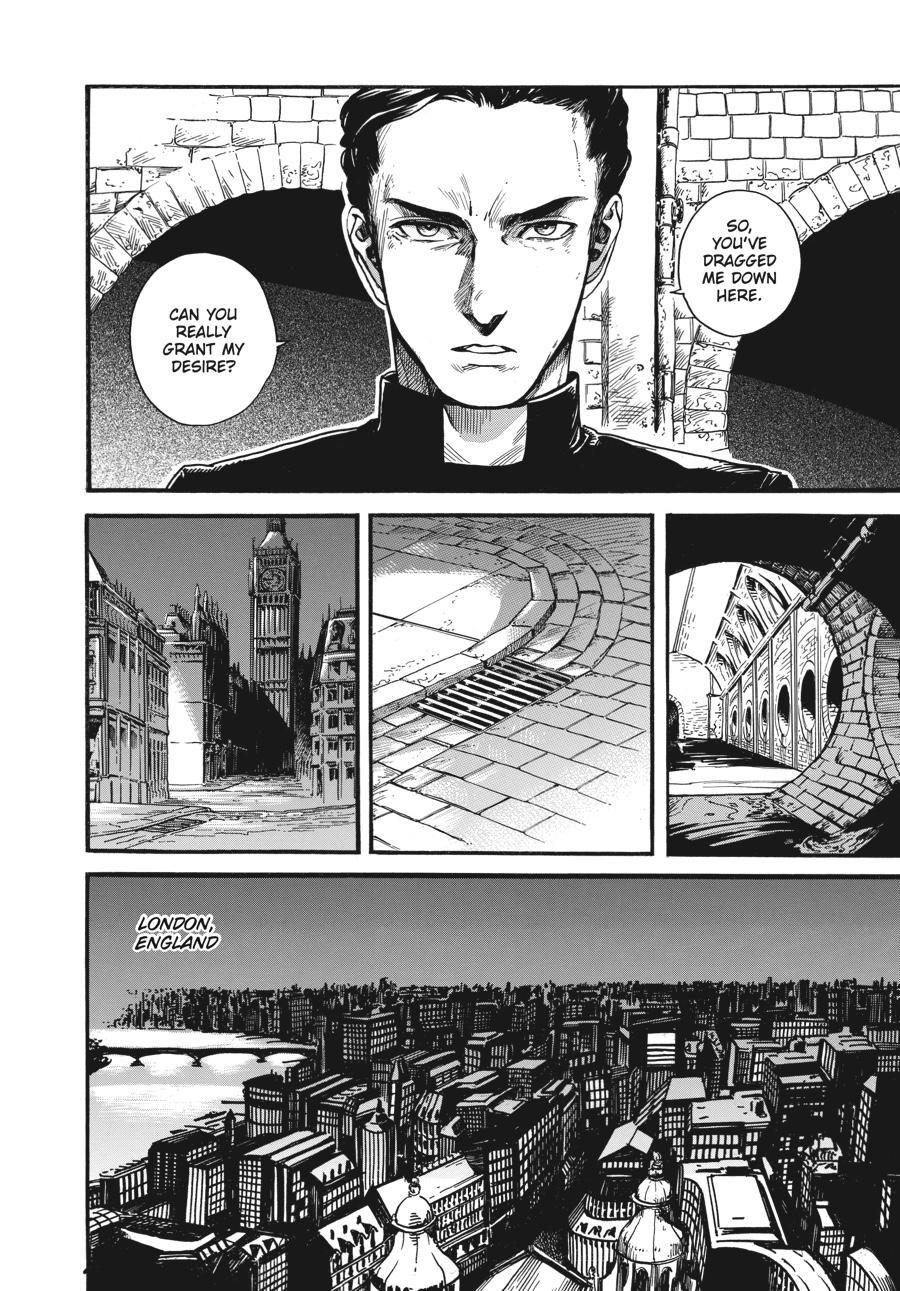 SO,
YOU'VE
DRAGGED
ME DOWN
HERE.
CAN YOU
REALLY
GRANT MY
DESIRE?
LONDON,
ENGLAND